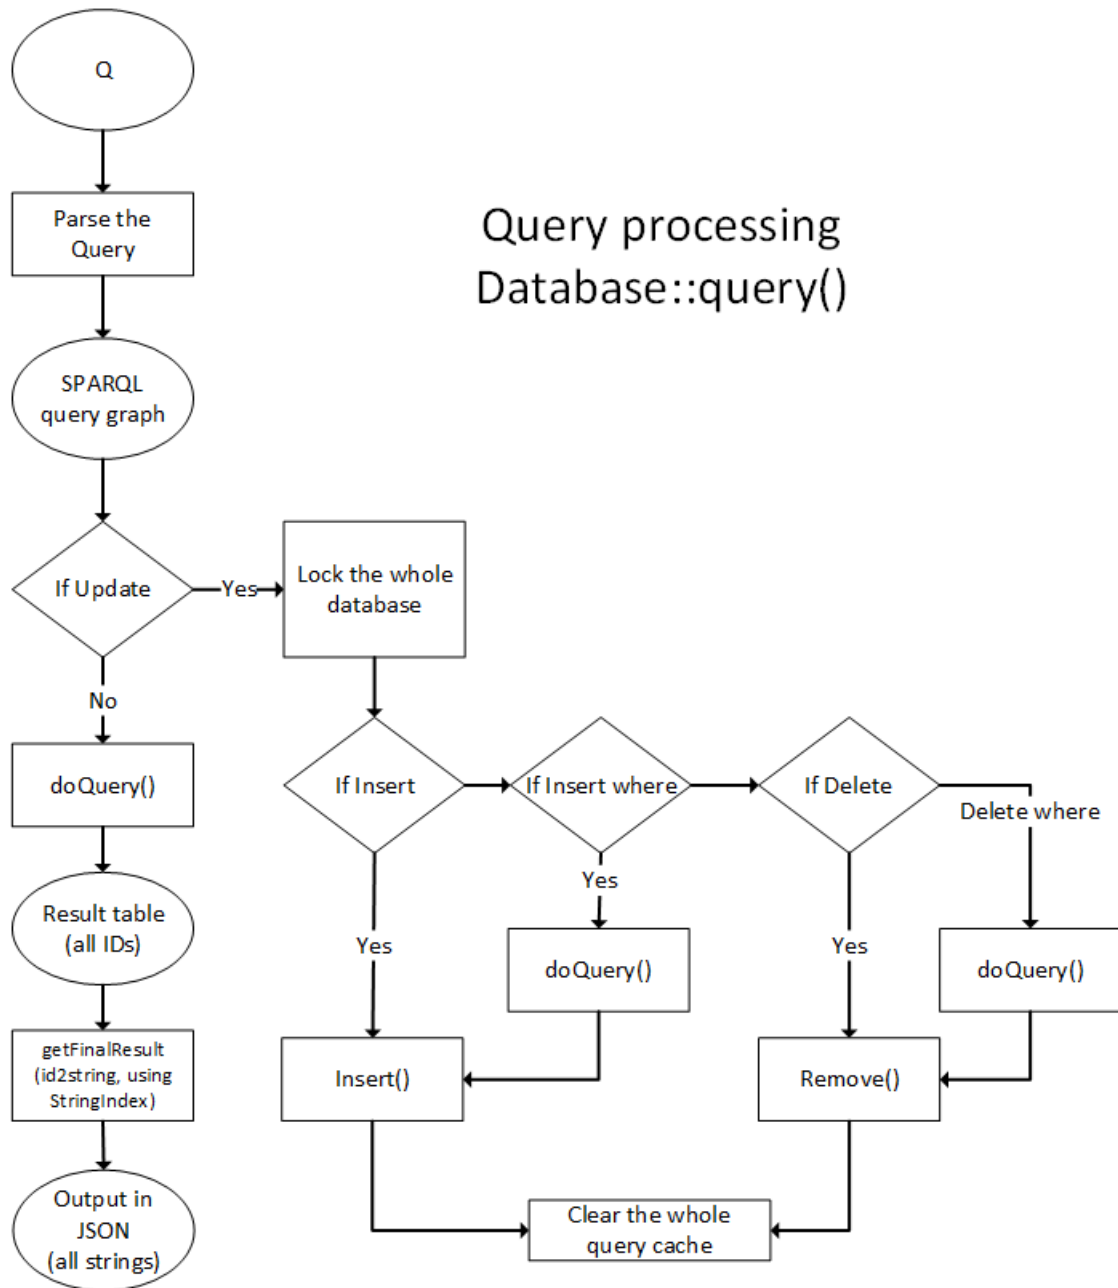 Q
Parse the
Query
Query processing
Database::query()
SPARQL
query graph
If Update
Yes
Lock the whole
database
No
doQuery()
If Insert
If Insert where
If Delete
Delete where
Yes
Yes
Yes
doQuery()
doQuery()
Result table
(all IDs)
getFinalResult
(id2string, using
StringIndex)
Insert()
Remove()
Output in
JSON
(all strings)
Clear the whole
query cache